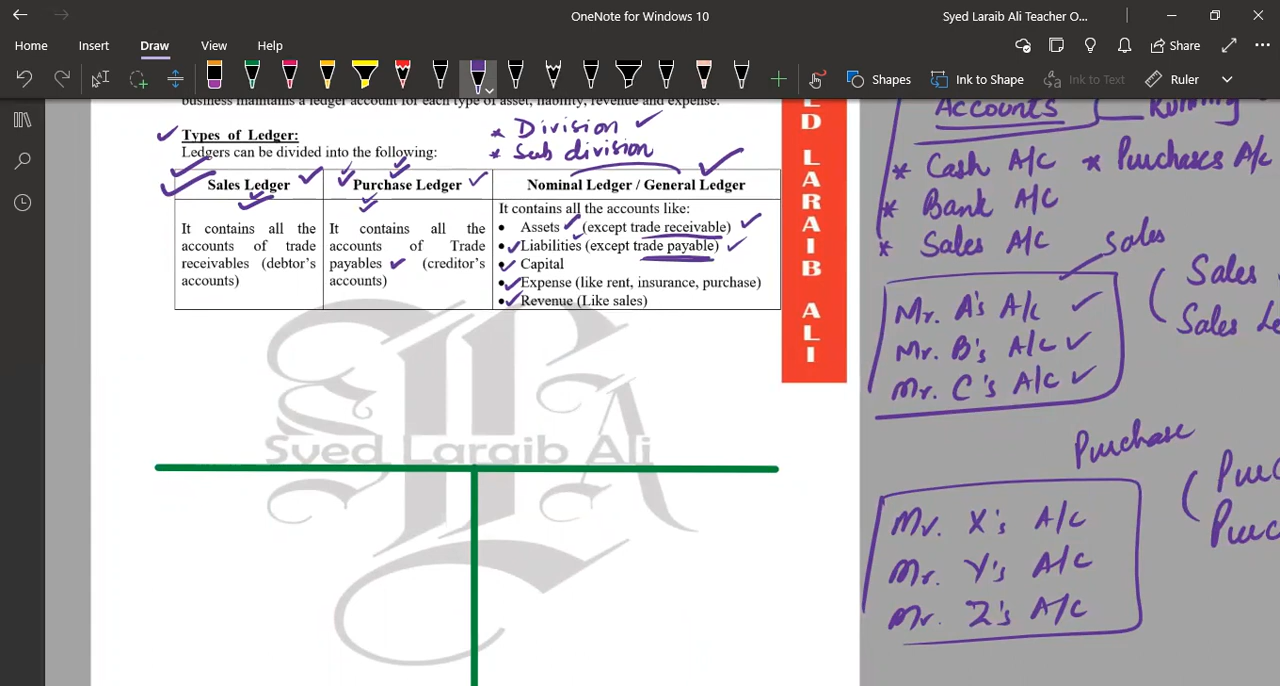 OneNote for Windows 10
Syed Laraib Ali Teacher O...
Home Insert Draw View Help
Share
Shapes
Ink to Shape
Ink to Text
Ruler
business maintains a ledger account for each type of asset, liability, revenue and expense.
Types of Ledger:
Ledgers can be divided into the following:
* Division
* Sub division
Sales Ledger
It contains all the
accounts of trade
receivables (debtor's
accounts)
Purchase Ledger
It contains all the
accounts of Trade
payables (creditor's
accounts)
Nominal Ledger / General Ledger
It contains all the accounts like:
• Assets (except trade receivable)
• Liabilities (except trade payable)
• Capital
• Expense (like rent, insurance, purchase)
• Revenue (Like sales)
D
L
A
R
A
I
B
A
L
I
Syed Laraib Ali
Accounts
Running
* Cash A/c * Purchases A/c
* Bank A/c
* Sales A/c
Sales
Mr. A's A/c
Mr. B's A/c
Mr. C's A/c
Sales
Sales Le
Purchase
Mr. X's A/c
Mr. Y's A/c
Mr. Z's A/c
Purc
Purc